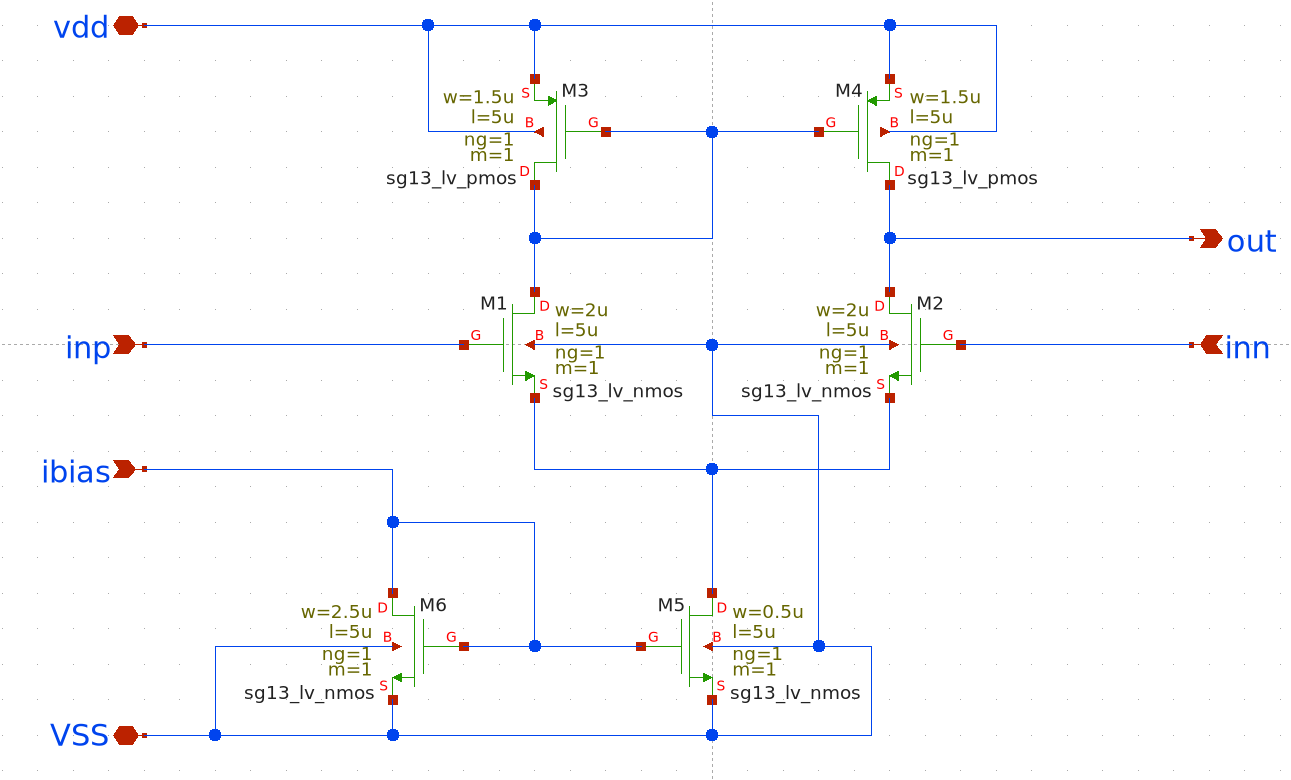 vdd
M3
S
w=1.5u
l=5u
B
G
ng=1
m=1
D
sg13_lv_pmos
M4
S
w=1.5u
l=5u
G
B
ng=1
m=1
D
sg13_lv_pmos
out
M1
D
w=2u
l=5u
G
B
ng=1
m=1
S
sg13_lv_nmos
inp
M2
w=2u
D
l=5u
B
G
ng=1
m=1
S
sg13_lv_nmos
inn
ibias
M6
w=2.5u
D
l=5u
B
G
ng=1
m=1
S
sg13_lv_nmos
M5
D
w=0.5u
l=5u
G
B
ng=1
m=1
S
sg13_lv_nmos
VSS